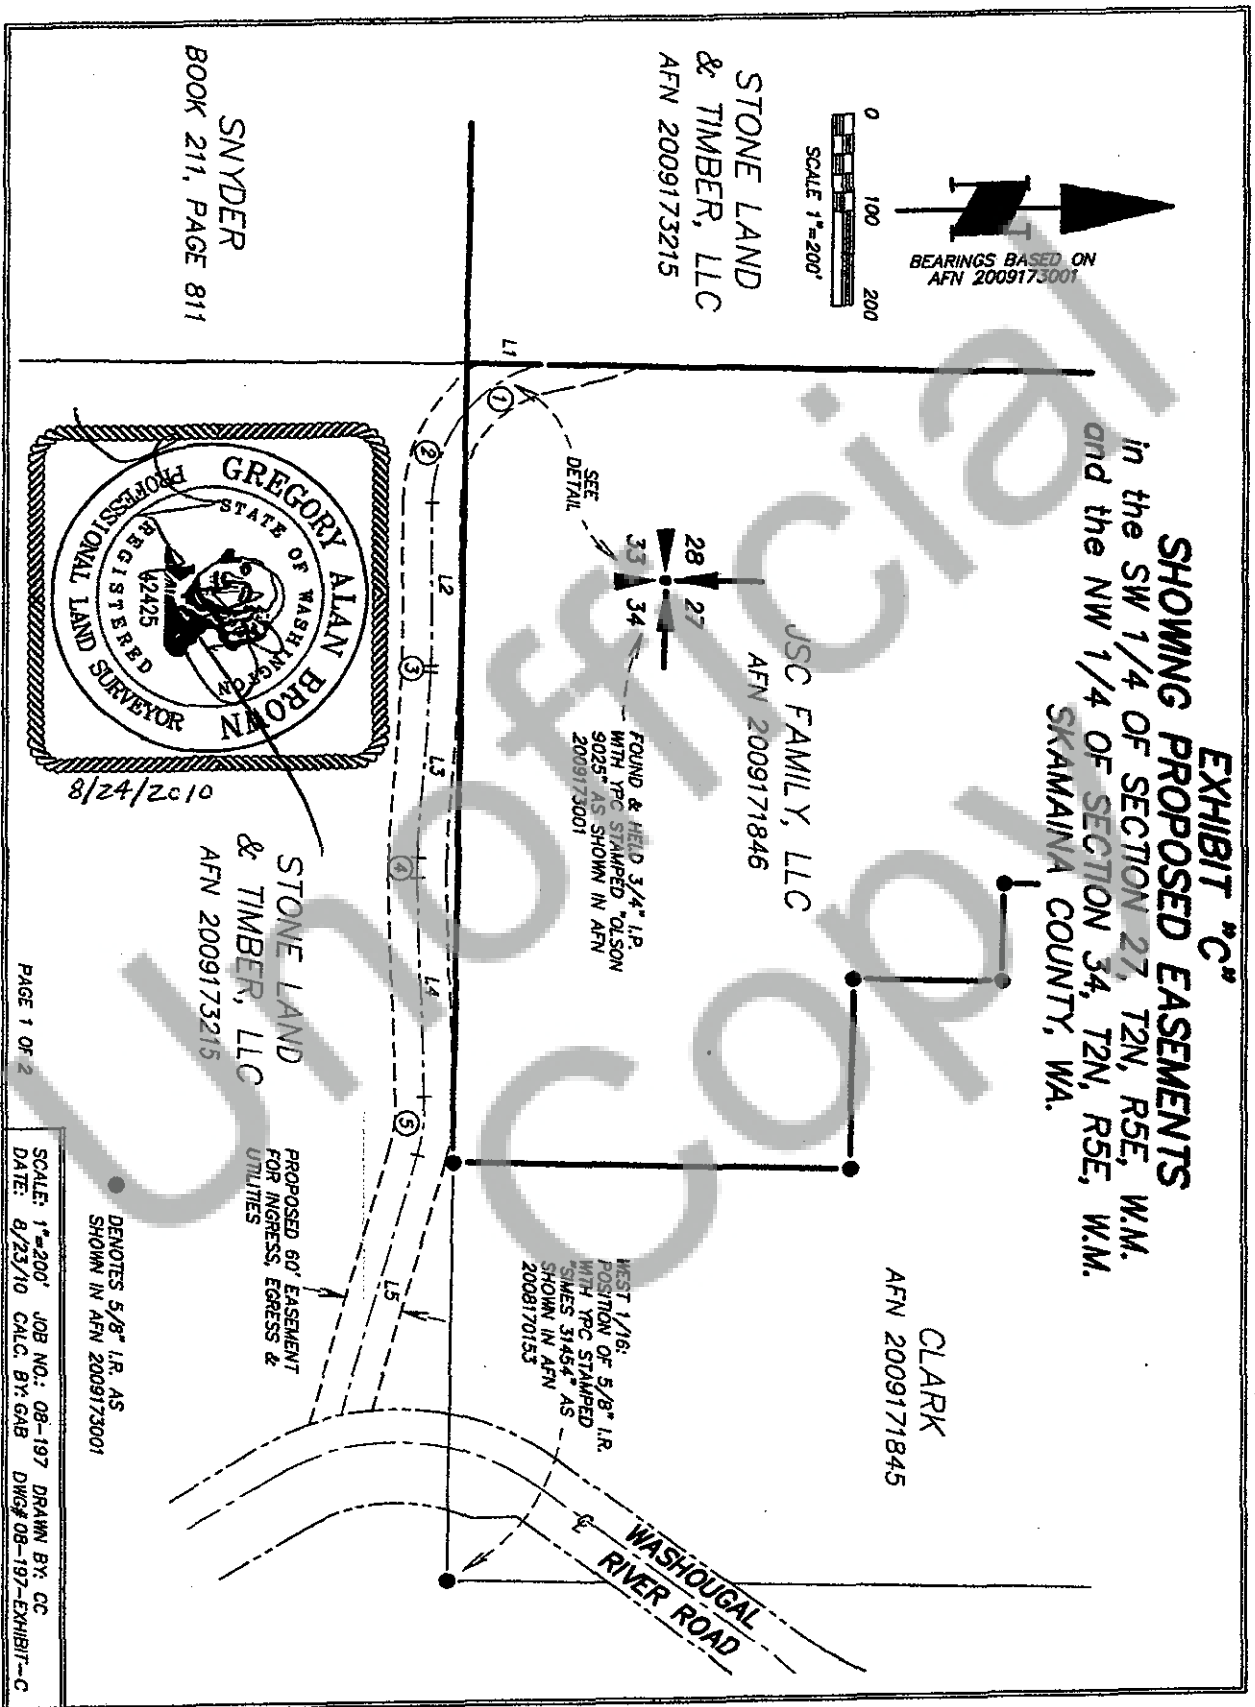 EXHIBIT "C"
SHOWING PROPOSED EASEMENTS
in the SW 1/4 OF SECTION 27, T2N, R5E, W.M.
and the NW 1/4 OF SECTION 34, T2N, R5E, W.M.
SKAMAINA COUNTY, WA.
BEARINGS BASED ON
AFN 2009173001
0 100 200
SCALE 1"=200'
STONE LAND
& TIMBER, LLC
AFN 2009173215
JSC FAMILY, LLC
AFN 2009171846
CLARK
AFN 2009171845
28 27
33 34
SEE
DETAIL
FOUND & HELD 3/4" I.P.
WITH YPC STAMPED "OLSON
9025" AS SHOWN IN AFN
2009173001
WEST 1/16:
POSITION OF 5/8" I.R.
WITH YPC STAMPED
"SIMES 31454" AS
SHOWN IN AFN
2008170153
WASHOUGAL
RIVER ROAD
CL
L1
1
2
L2
3
L3
4
L4
5
L5
SNYDER
BOOK 211, PAGE 811
GREGORY ALAN BROWN
STATE OF WASHINGTON
42425
REGISTERED
PROFESSIONAL LAND SURVEYOR
8/24/2010
STONE LAND
& TIMBER, LLC
AFN 2009173215
PROPOSED 60' EASEMENT
FOR INGRESS, EGRESS &
UTILITIES
DENOTES 5/8" I.R. AS
SHOWN IN AFN 2009173001
PAGE 1 OF 2
SCALE: 1"=200' JOB NO.: 08-197 DRAWN BY: CC
DATE: 8/23/10 CALC. BY: GAB DWG# 08-197-EXHIBIT-C
Unofficial
Copy